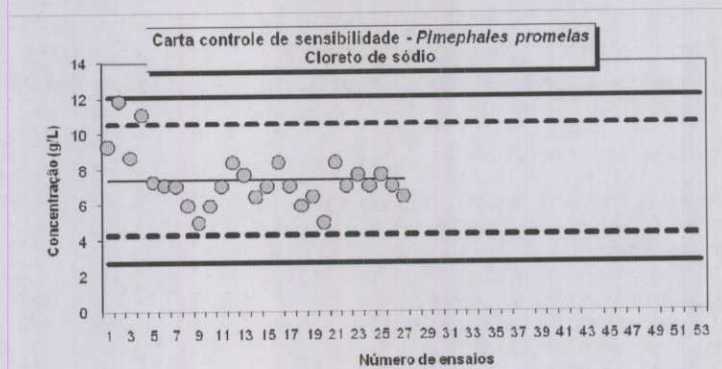 Carta controle de sensibilidade - Pimephales promelas
Cloreto de sódio
14
12
10
8
6
4
2
0
Concentração (g/L)
1 3 5 7 9 11 13 15 17 19 21 23 25 27 29 31 33 35 37 39 41 43 45 47 49 51 53
Número de ensaios